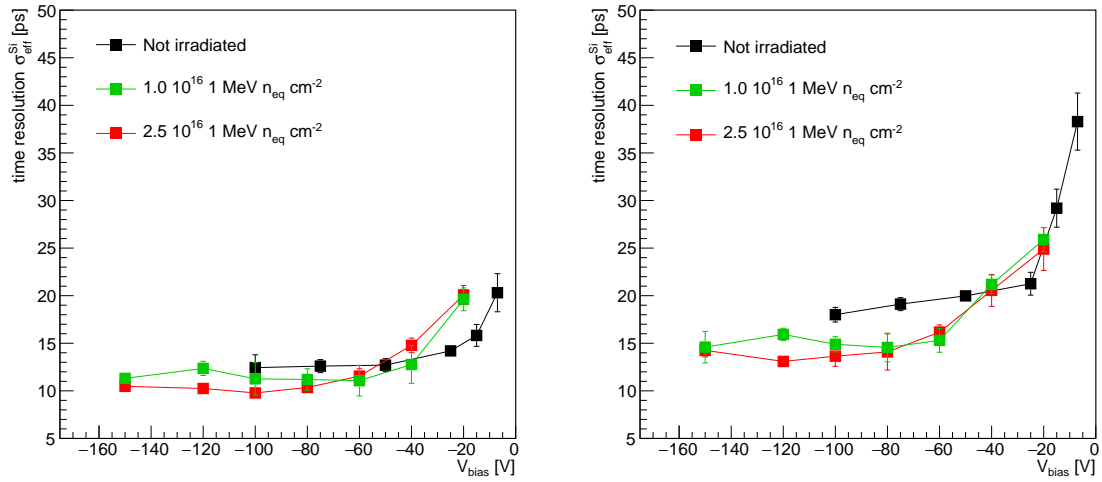 time resolution σ_eff^Si [ps]
50
45
40
35
30
25
20
15
10
5
Not irradiated
1.0 10^16 1 MeV n_eq cm^-2
2.5 10^16 1 MeV n_eq cm^-2
−160 −140 −120 −100 −80 −60 −40 −20 0
V_bias [V]
time resolution σ_eff^Si [ps]
50
45
40
35
30
25
20
15
10
5
Not irradiated
1.0 10^16 1 MeV n_eq cm^-2
2.5 10^16 1 MeV n_eq cm^-2
−160 −140 −120 −100 −80 −60 −40 −20 0
V_bias [V]